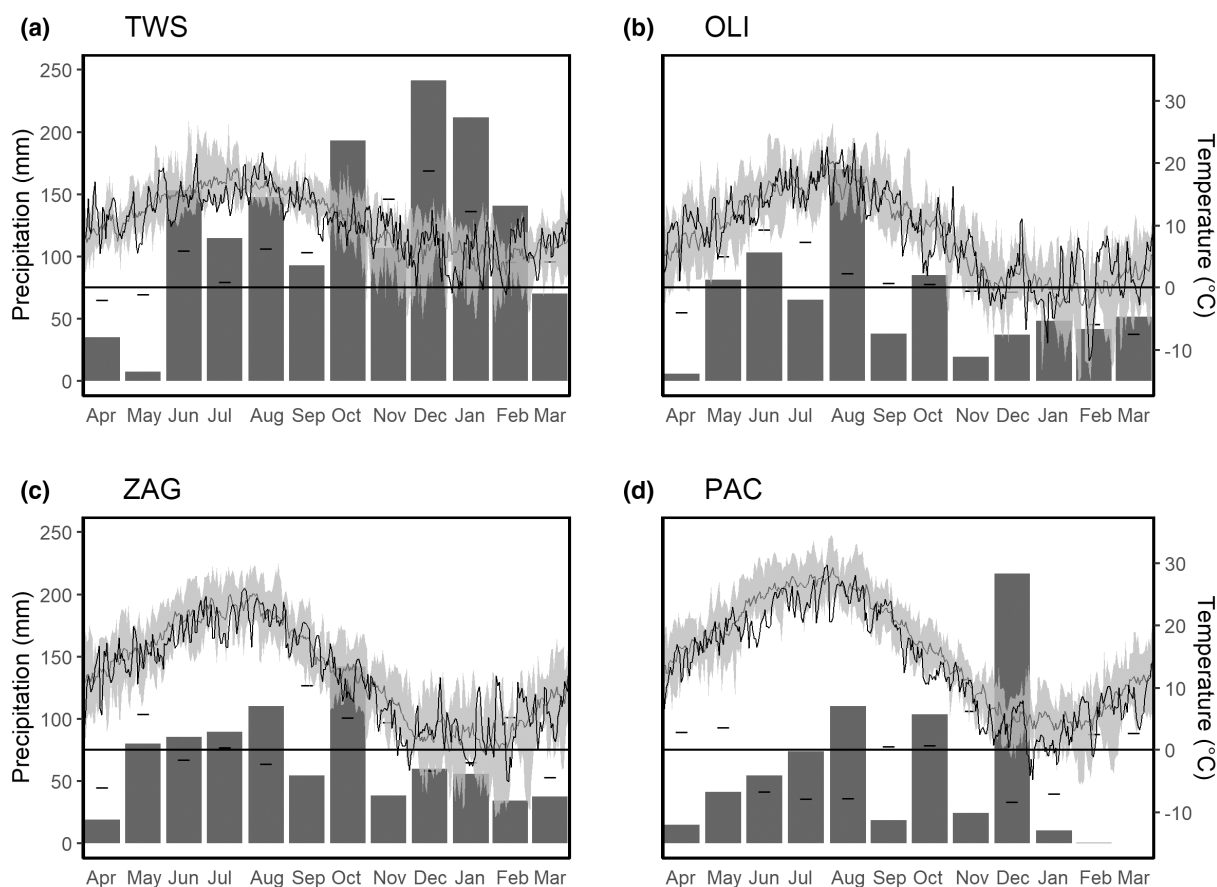 (a) TWS
(b) OLI
250
200
150
100
50
0
Precipitation (mm)
30
20
10
0
-10
Temperature (°C)
Apr May Jun Jul Aug Sep Oct Nov Dec Jan Feb Mar
Apr May Jun Jul Aug Sep Oct Nov Dec Jan Feb Mar
(c) ZAG
(d) PAC
250
200
150
100
50
0
Precipitation (mm)
30
20
10
0
-10
Temperature (°C)
Apr May Jun Jul Aug Sep Oct Nov Dec Jan Feb Mar
Apr May Jun Jul Aug Sep Oct Nov Dec Jan Feb Mar